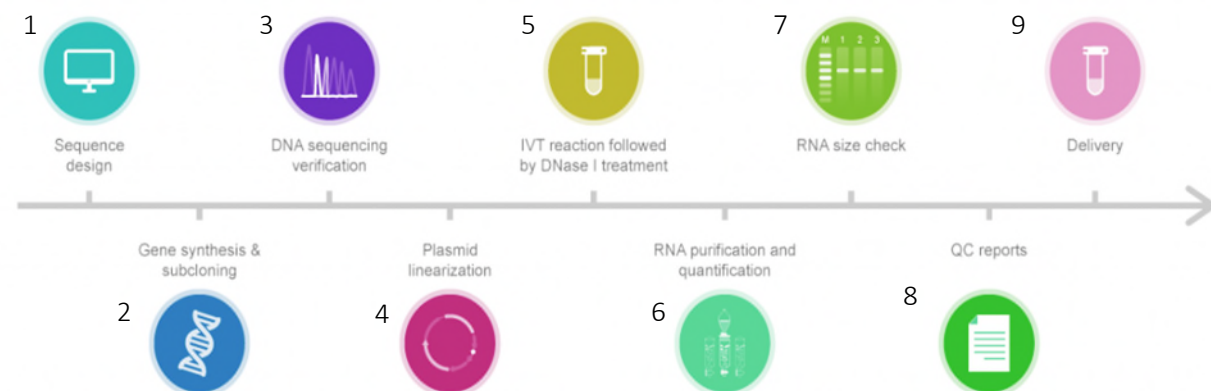 1
Sequence
design
2
Gene synthesis &
subcloning
3
DNA sequencing
verification
4
Plasmid
linearization
5
IVT reaction followed
by DNase I treatment
6
RNA purification and
quantification
7
M 1 2 3
RNA size check
8
QC reports
9
Delivery